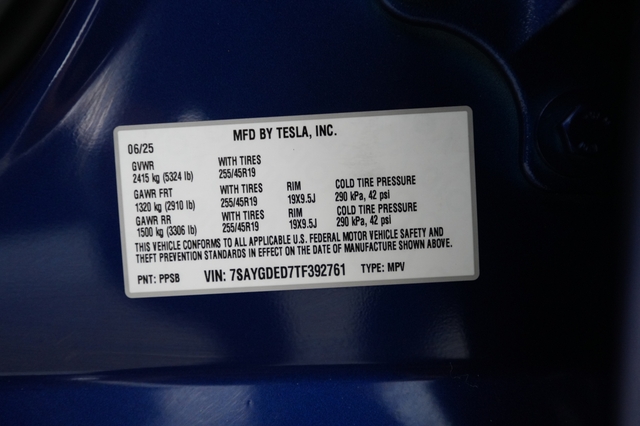 MFD BY TESLA, INC.
06/25
GVWR WITH TIRES
2415 kg (5324 lb) 255/45R19
GAWR FRT WITH TIRES RIM COLD TIRE PRESSURE
1320 kg (2910 lb) 255/45R19 19X9.5J 290 kPa, 42 psi
GAWR RR WITH TIRES RIM COLD TIRE PRESSURE
1500 kg (3306 lb) 255/45R19 19X9.5J 290 kPa, 42 psi
THIS VEHICLE CONFORMS TO ALL APPLICABLE U.S. FEDERAL MOTOR VEHICLE SAFETY AND
THEFT PREVENTION STANDARDS IN EFFECT ON THE DATE OF MANUFACTURE SHOWN ABOVE.
PNT: PPSB VIN: 7SAYGDED7TF392761 TYPE: MPV